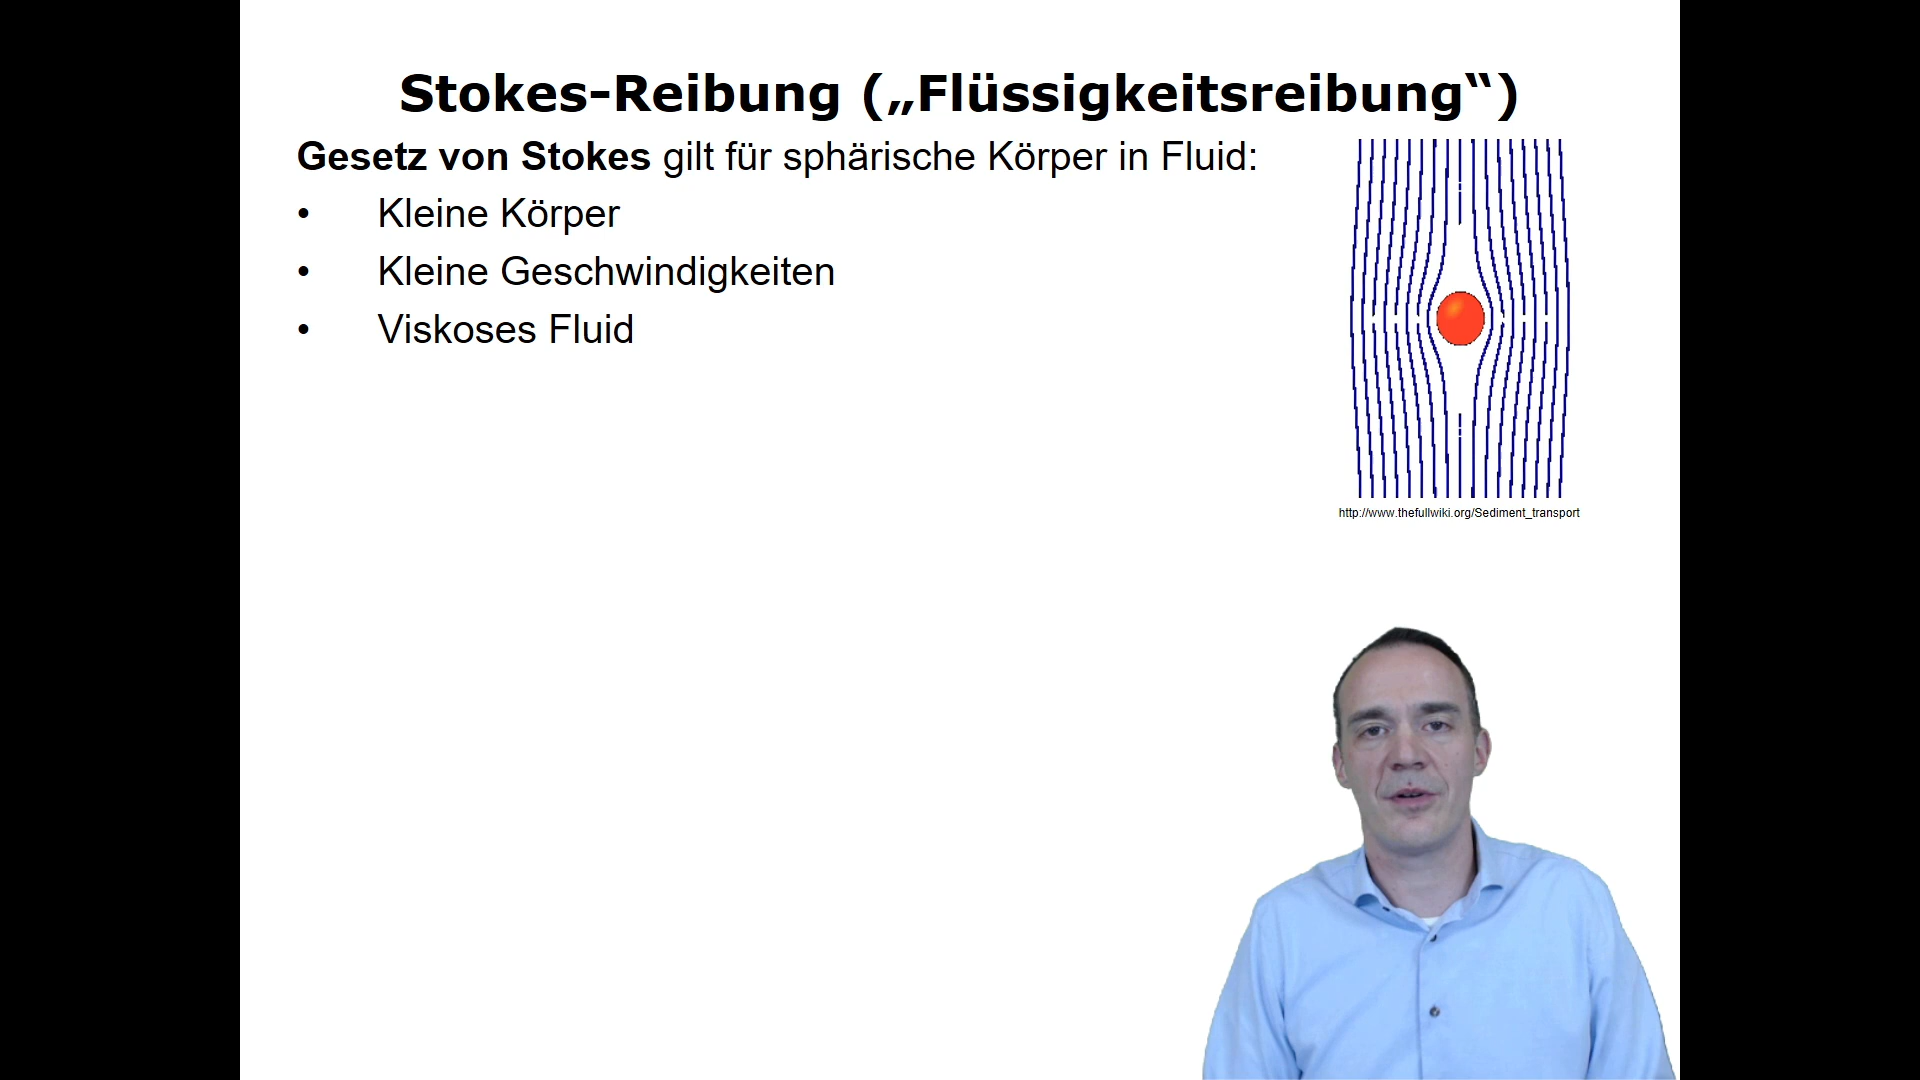 Stokes-Reibung („Flüssigkeitsreibung“)
Gesetz von Stokes gilt für sphärische Körper in Fluid:
• Kleine Körper
• Kleine Geschwindigkeiten
• Viskoses Fluid
http://www.thefullwiki.org/Sediment_transport